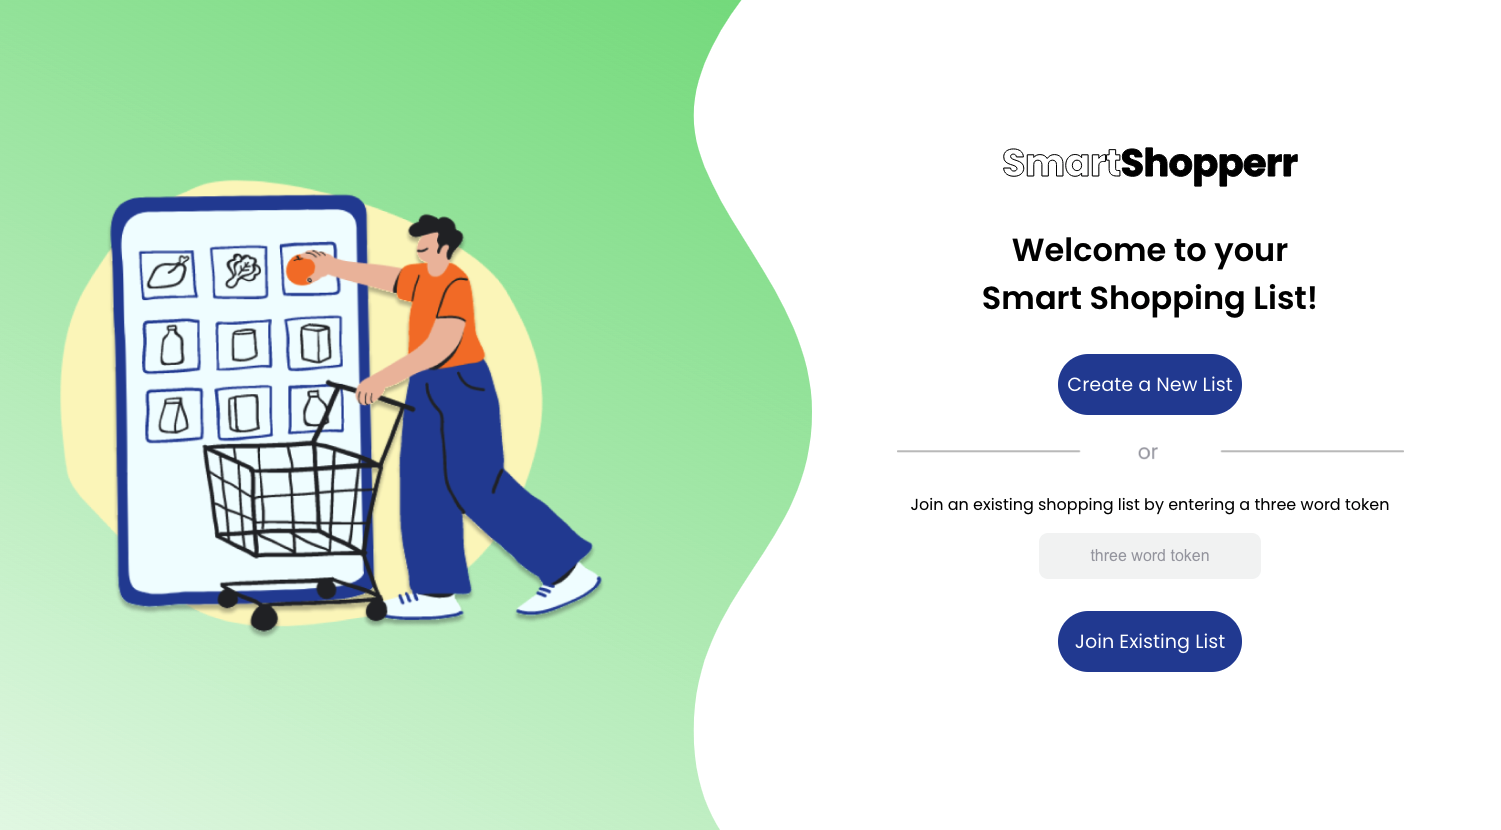 SmartShopperr
Welcome to your
Smart Shopping List!
Create a New List
or
Join an existing shopping list by entering a three word token
three word token
Join Existing List